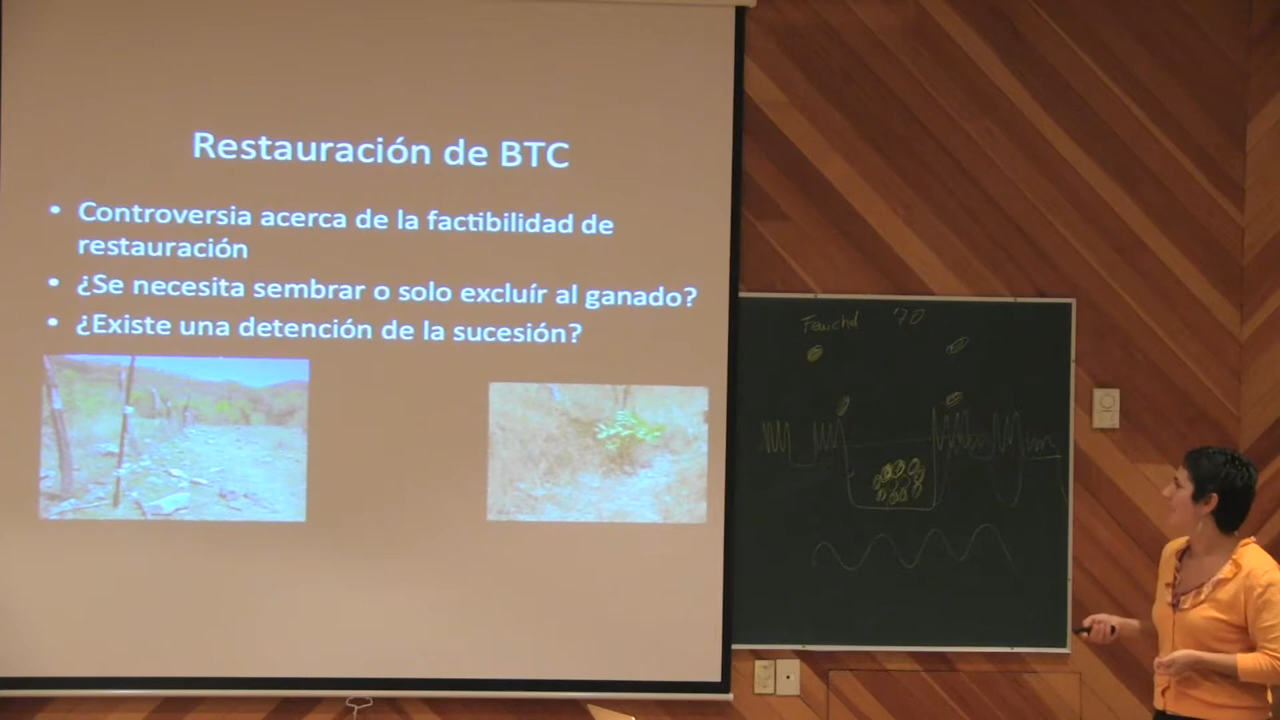 Restauración de BTC
• Controversia acerca de la factibilidad de
restauración
• ¿Se necesita sembrar o solo excluír al ganado?
• ¿Existe una detención de la sucesión?
70